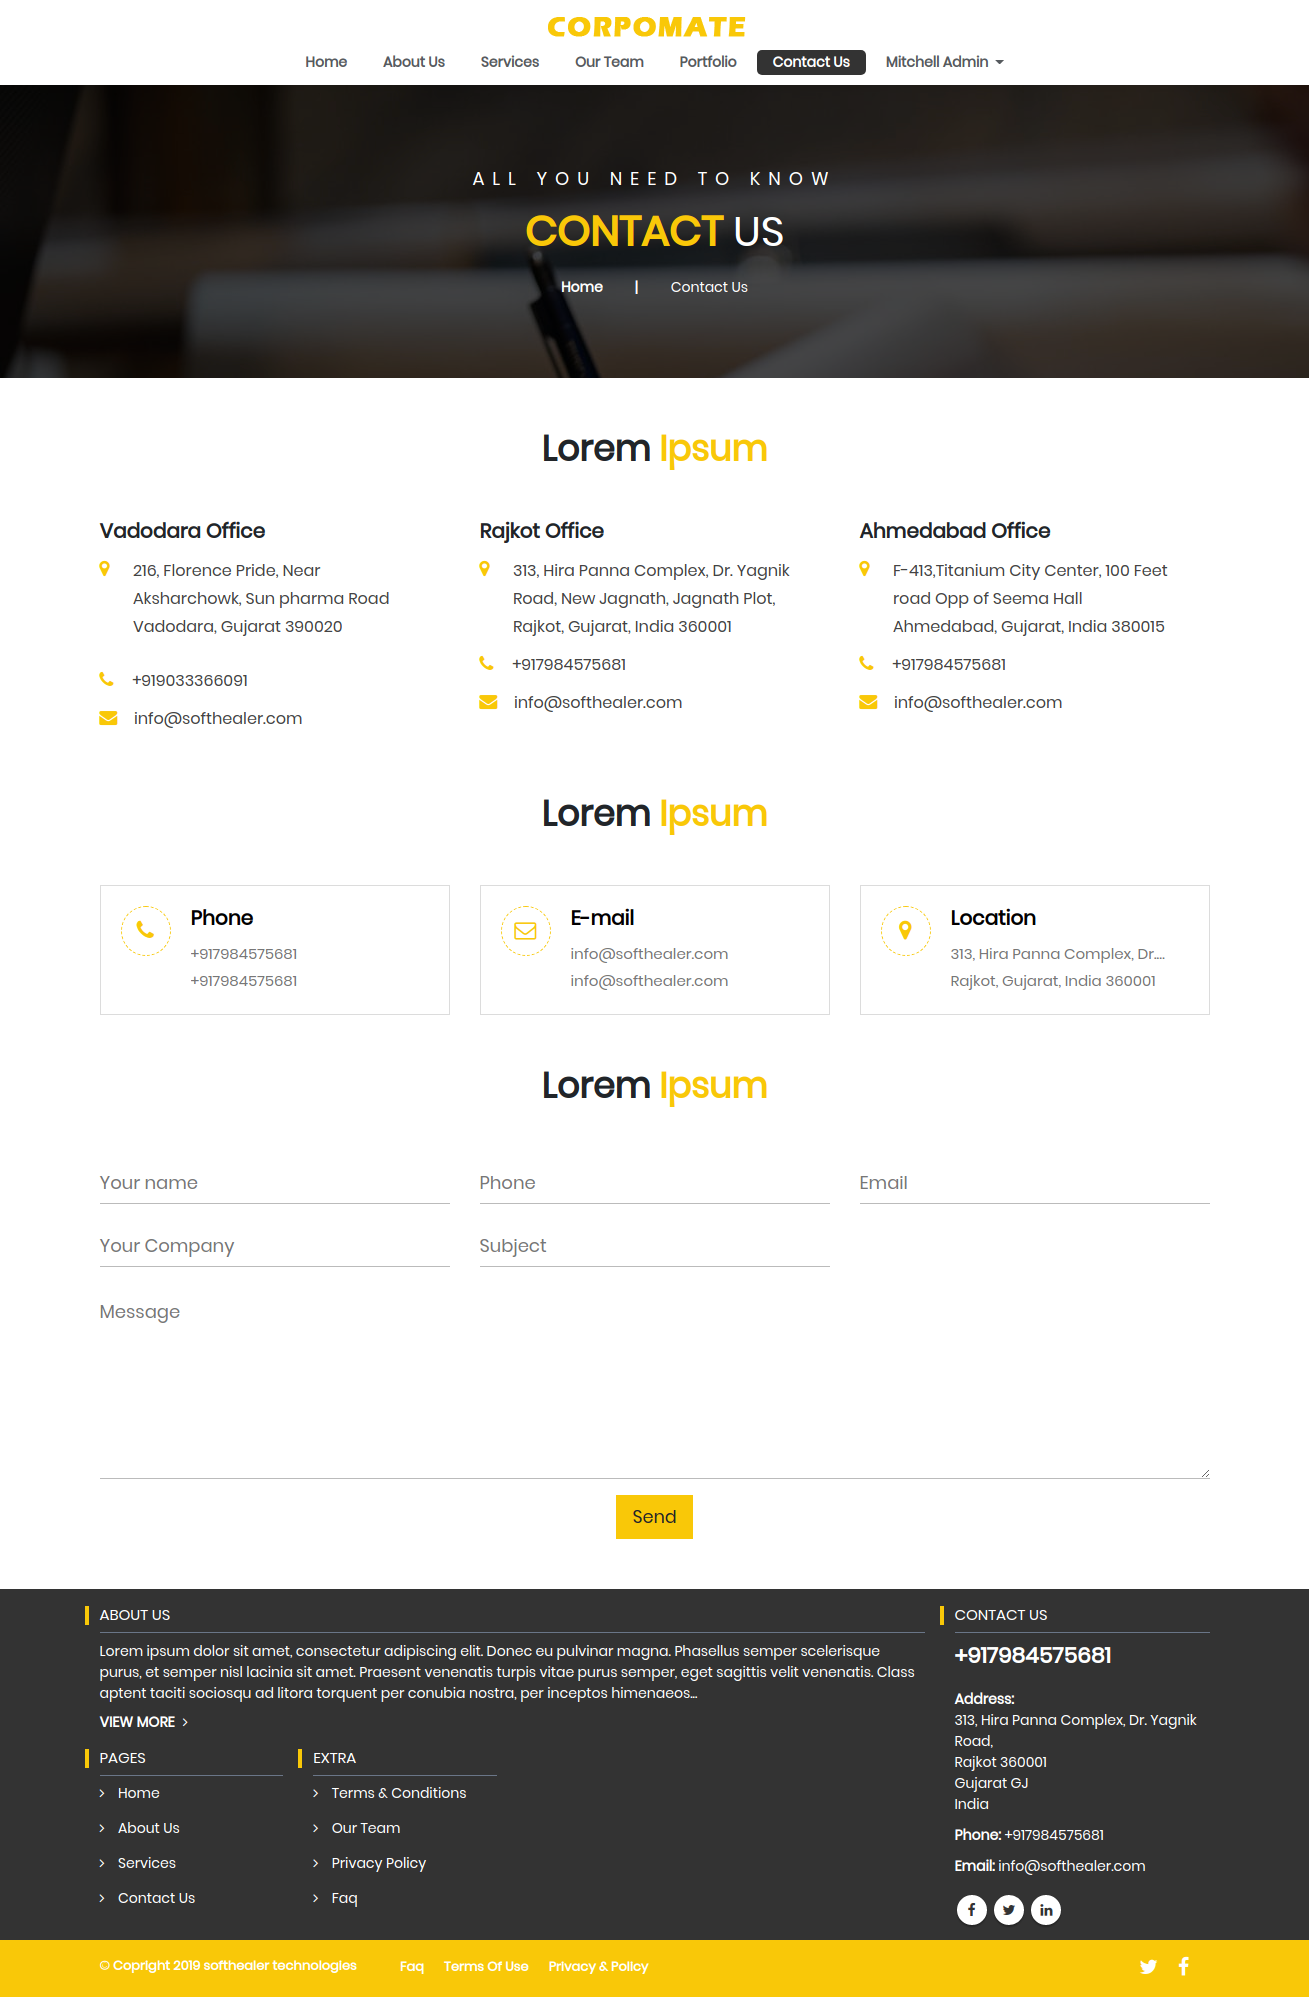 CORPOMATE
Home About Us Services Our Team Portfolio Contact Us Mitchell Admin
ALL YOU NEED TO KNOW
CONTACT US
Home | Contact Us
Lorem Ipsum
Vadodara Office
216, Florence Pride, Near
Aksharchowk, Sun pharma Road
Vadodara, Gujarat 390020
+919033366091
info@softhealer.com
Rajkot Office
313, Hira Panna Complex, Dr. Yagnik
Road, New Jagnath, Jagnath Plot,
Rajkot, Gujarat, India 360001
+917984575681
info@softhealer.com
Ahmedabad Office
F-413,Titanium City Center, 100 Feet
road Opp of Seema Hall
Ahmedabad, Gujarat, India 380015
+917984575681
info@softhealer.com
Lorem Ipsum
Phone
+917984575681
+917984575681
E-mail
info@softhealer.com
info@softhealer.com
Location
313, Hira Panna Complex, Dr....
Rajkot, Gujarat, India 360001
Lorem Ipsum
Your name
Phone
Email
Your Company
Subject
Message
Send
ABOUT US
Lorem ipsum dolor sit amet, consectetur adipiscing elit. Donec eu pulvinar magna. Phasellus semper scelerisque
purus, et semper nisl lacinia sit amet. Praesent venenatis turpis vitae purus semper, eget sagittis velit venenatis. Class
aptent taciti sociosqu ad litora torquent per conubia nostra, per inceptos himenaeos...
VIEW MORE
PAGES
Home
About Us
Services
Contact Us
EXTRA
Terms & Conditions
Our Team
Privacy Policy
Faq
CONTACT US
+917984575681
Address:
313, Hira Panna Complex, Dr. Yagnik
Road,
Rajkot 360001
Gujarat GJ
India
Phone: +917984575681
Email: info@softhealer.com
© Copright 2019 softhealer technologies
Faq Terms Of Use Privacy & Policy